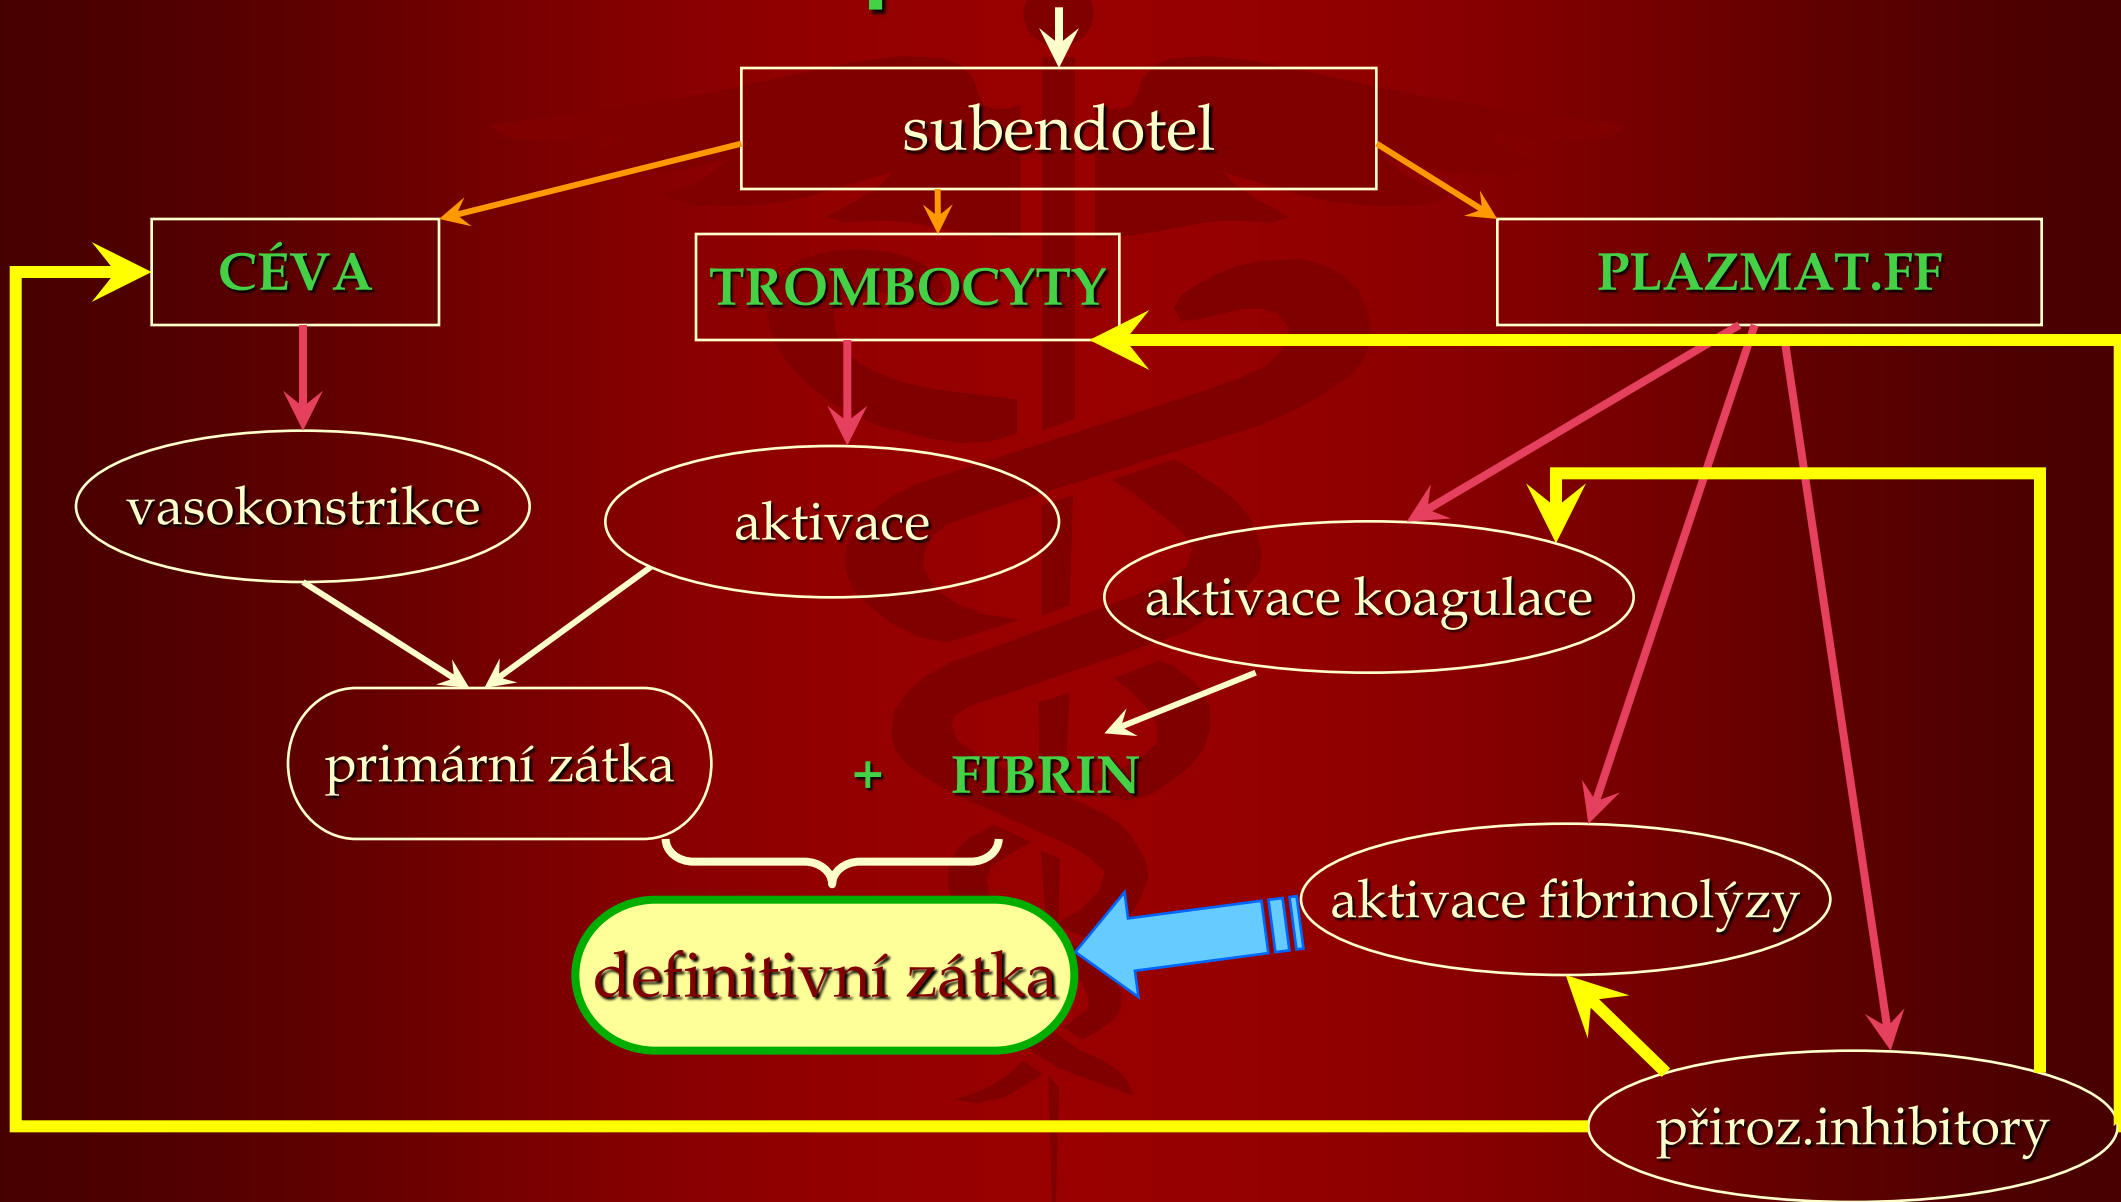 subendotel
CÉVA
TROMBOCYTY
PLAZMAT.FF
vasokonstrikce
aktivace
aktivace koagulace
primární zátka
+ FIBRIN
aktivace fibrinolýzy
definitivní zátka
přiroz.inhibitory